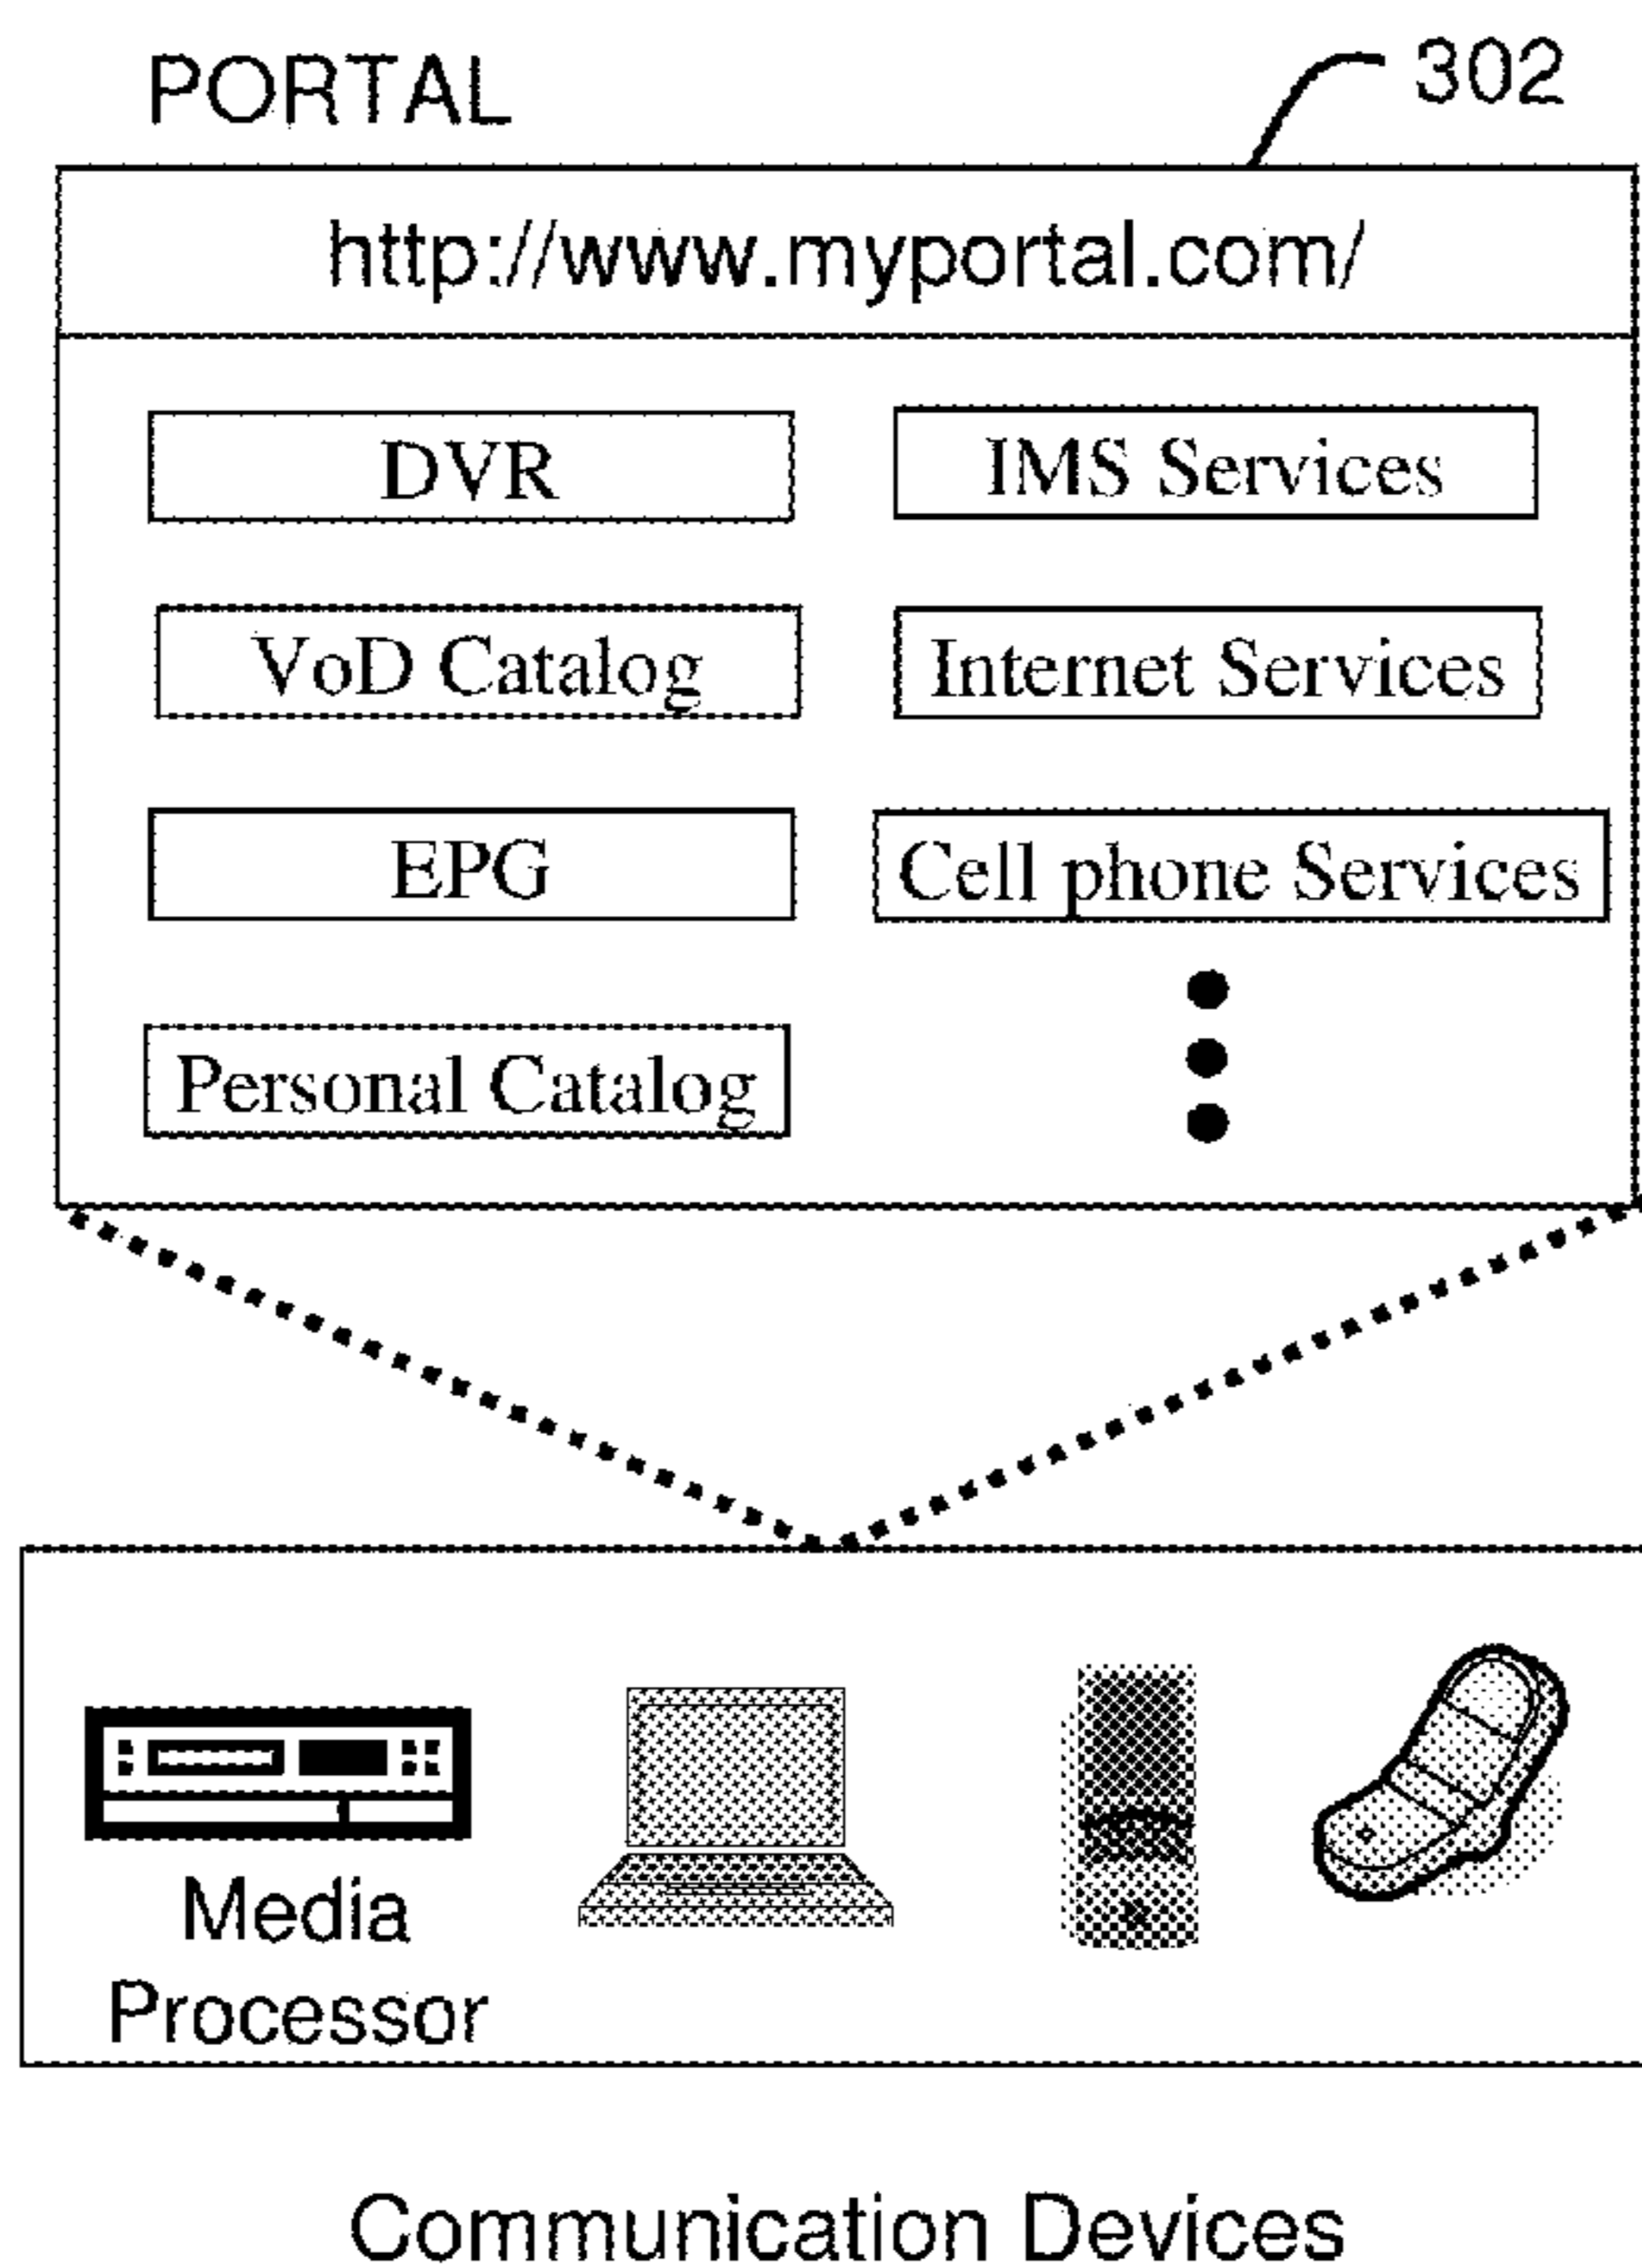 PORTAL
302
http://www.myportal.com/
DVR
IMS Services
VoD Catalog
Internet Services
EPG
Cell phone Services
Personal Catalog
Media
Processor
Communication Devices